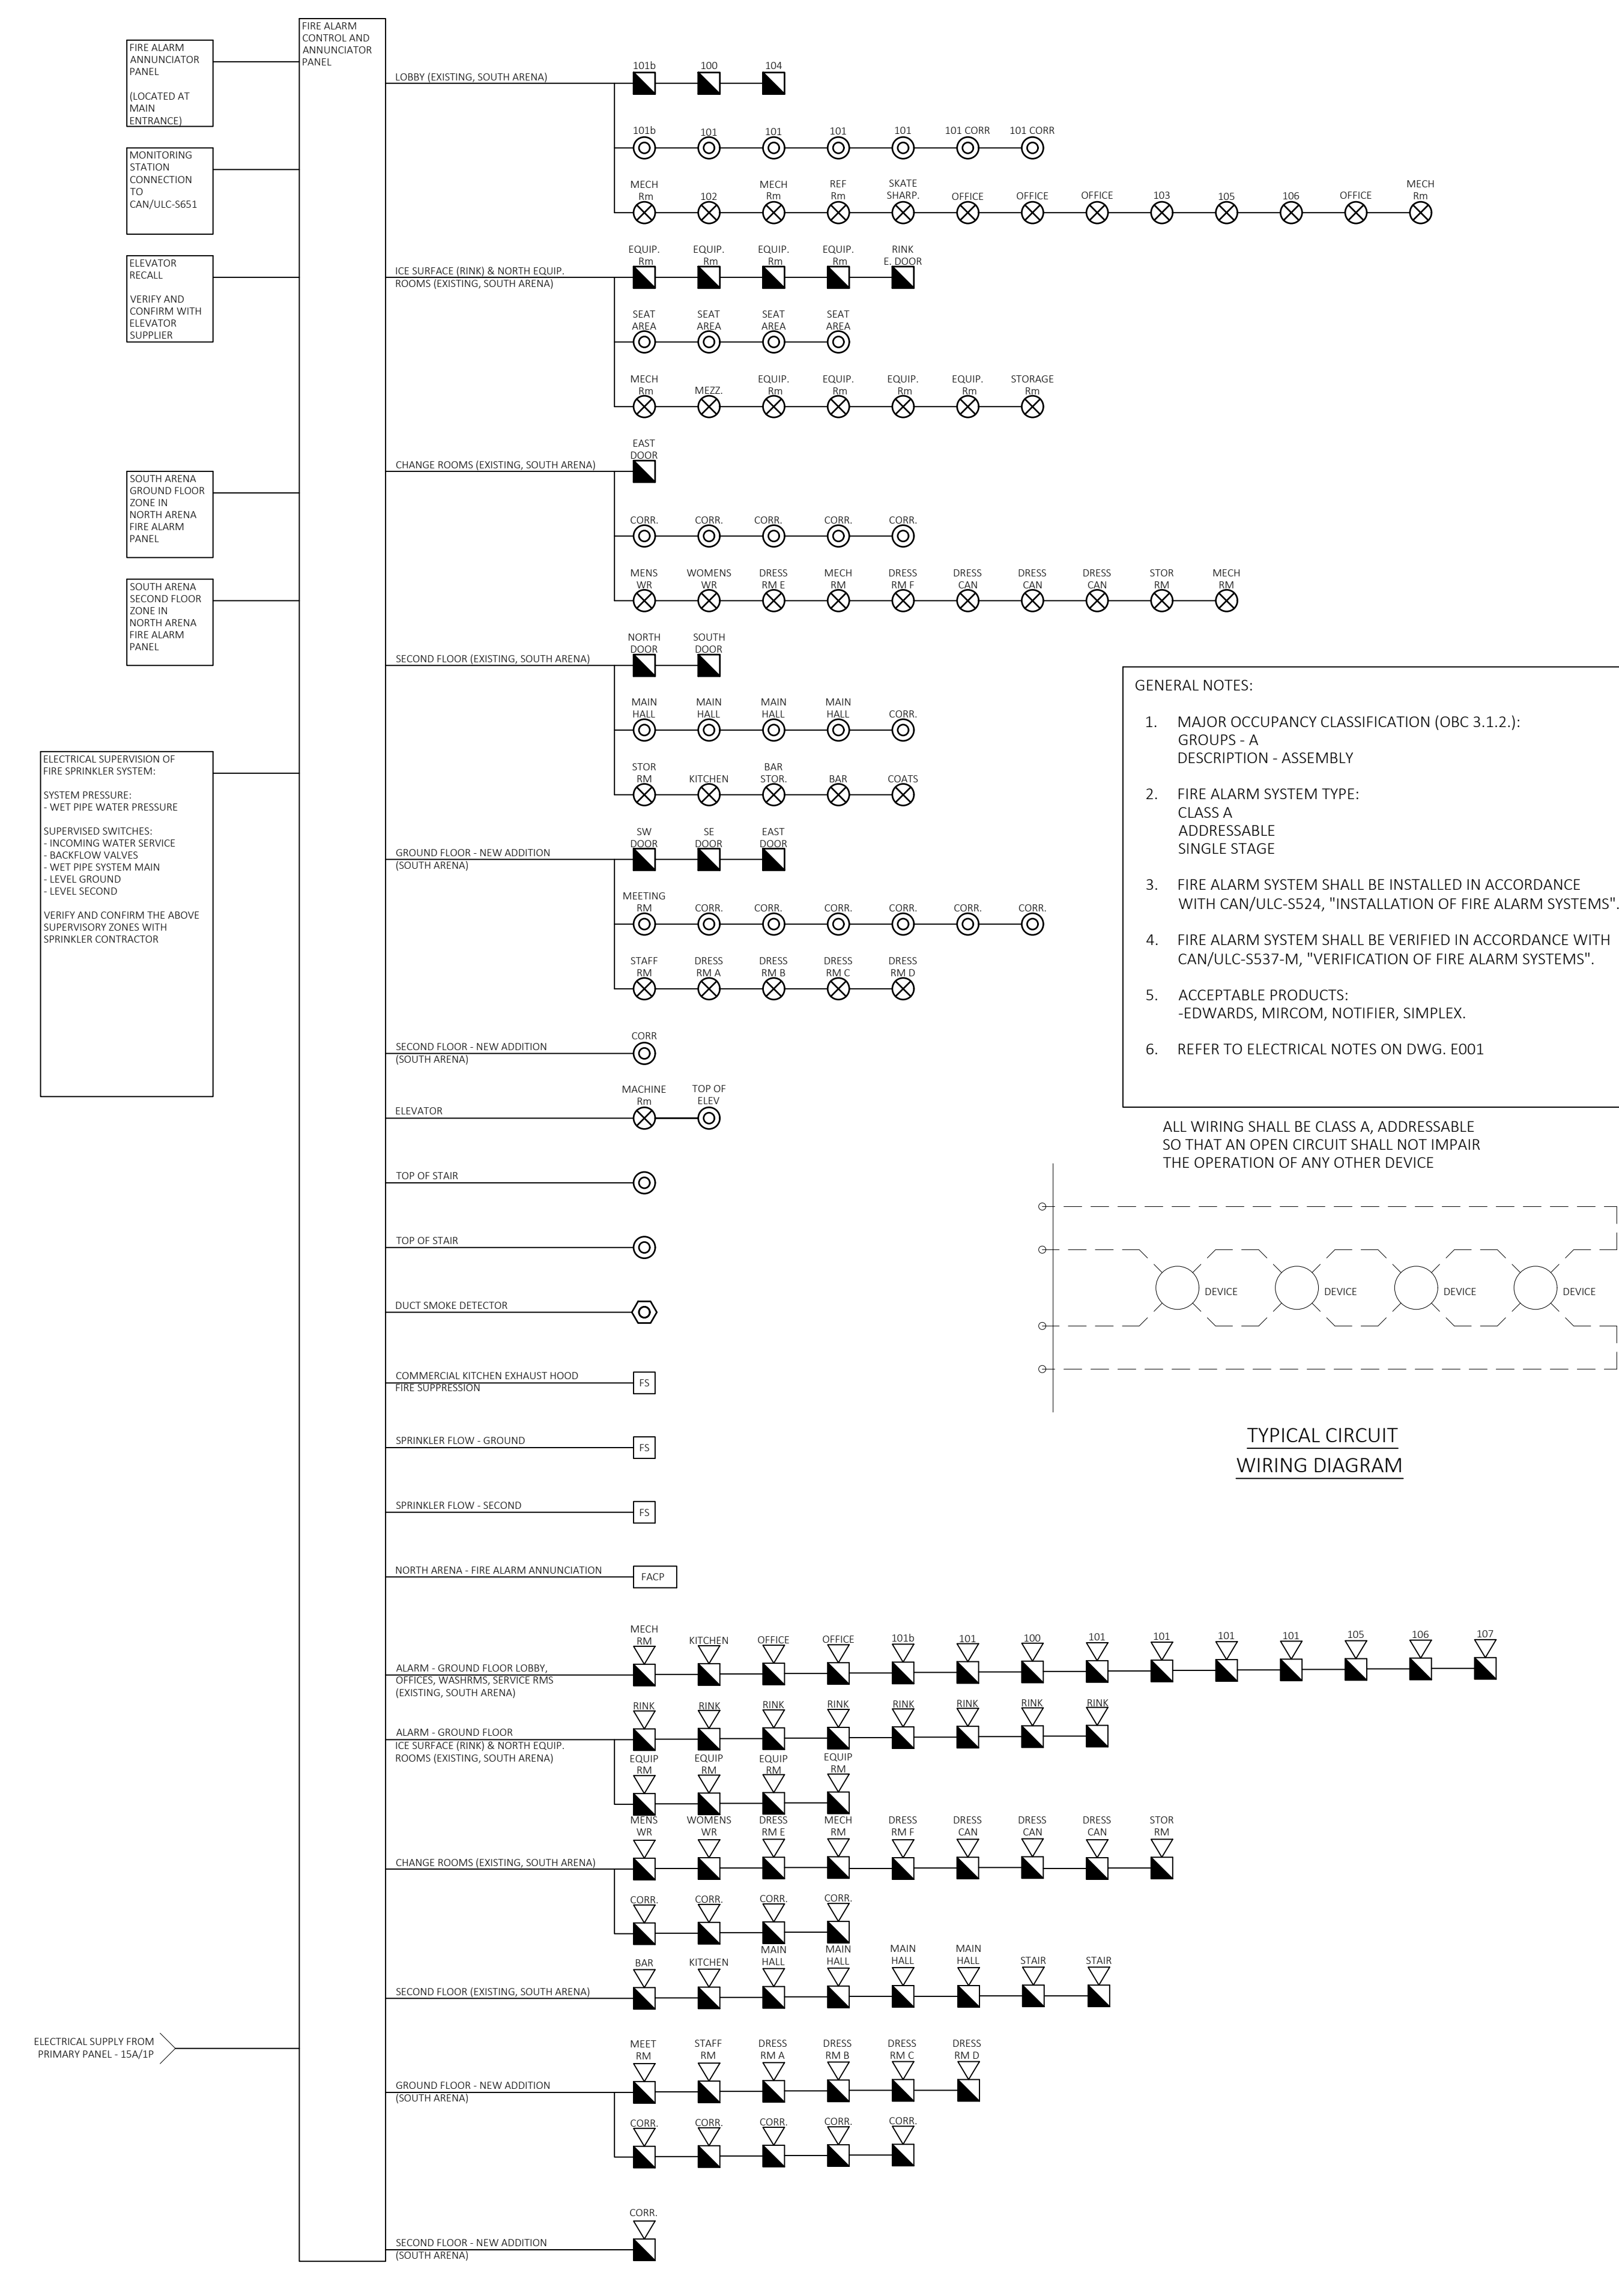 FIRE ALARM
CONTROL AND
ANNUNCIATOR
PANEL
FIRE ALARM
ANNUNCIATOR
PANEL
(LOCATED AT
MAIN
ENTRANCE)
MONITORING
STATION
CONNECTION
TO
CAN/ULC-S651
ELEVATOR
RECALL
VERIFY AND
CONFIRM WITH
ELEVATOR
SUPPLIER
SOUTH ARENA
GROUND FLOOR
ZONE IN
NORTH ARENA
FIRE ALARM
PANEL
SOUTH ARENA
SECOND FLOOR
ZONE IN
NORTH ARENA
FIRE ALARM
PANEL
ELECTRICAL SUPERVISION OF
FIRE SPRINKLER SYSTEM:
SYSTEM PRESSURE:
- WET PIPE WATER PRESSURE
SUPERVISED SWITCHES:
- INCOMING WATER SERVICE
- BACKFLOW VALVES
- WET PIPE SYSTEM MAIN
- LEVEL GROUND
- LEVEL SECOND
VERIFY AND CONFIRM THE ABOVE
SUPERVISORY ZONES WITH
SPRINKLER CONTRACTOR
ELECTRICAL SUPPLY FROM
PRIMARY PANEL - 15A/1P
LOBBY (EXISTING, SOUTH ARENA)
101b 100 104
101b 101 101 101 101 101 CORR 101 CORR
MECH MECH REF SKATE MECH
Rm 102 Rm Rm SHARP. OFFICE OFFICE OFFICE 103 105 106 OFFICE Rm
ICE SURFACE (RINK) & NORTH EQUIP.
ROOMS (EXISTING, SOUTH ARENA)
EQUIP. EQUIP. EQUIP. EQUIP. RINK
Rm Rm Rm Rm E. DOOR
SEAT SEAT SEAT SEAT
AREA AREA AREA AREA
MECH EQUIP. EQUIP. EQUIP. EQUIP. STORAGE
Rm MEZZ. Rm Rm Rm Rm Rm
CHANGE ROOMS (EXISTING, SOUTH ARENA)
EAST
DOOR
CORR. CORR. CORR. CORR. CORR.
MENS WOMENS DRESS MECH DRESS DRESS DRESS DRESS STOR MECH
WR WR RM E RM RM F CAN CAN CAN RM RM
SECOND FLOOR (EXISTING, SOUTH ARENA)
NORTH SOUTH
DOOR DOOR
MAIN MAIN MAIN MAIN
HALL HALL HALL HALL CORR.
STOR BAR
RM KITCHEN STOR. BAR COATS
GROUND FLOOR - NEW ADDITION
(SOUTH ARENA)
SW SE EAST
DOOR DOOR DOOR
MEETING
RM CORR. CORR. CORR. CORR. CORR. CORR.
STAFF DRESS DRESS DRESS DRESS
RM RM A RM B RM C RM D
SECOND FLOOR - NEW ADDITION
(SOUTH ARENA)
CORR
ELEVATOR
MACHINE TOP OF
Rm ELEV
TOP OF STAIR
TOP OF STAIR
DUCT SMOKE DETECTOR
COMMERCIAL KITCHEN EXHAUST HOOD
FIRE SUPPRESSION
FS
SPRINKLER FLOW - GROUND
FS
SPRINKLER FLOW - SECOND
FS
NORTH ARENA - FIRE ALARM ANNUNCIATION
FACP
ALARM - GROUND FLOOR LOBBY,
OFFICES, WASHRMS, SERVICE RMS
(EXISTING, SOUTH ARENA)
MECH
RM KITCHEN OFFICE OFFICE 101b 101 100 101 101 101 101 105 106 107
ALARM - GROUND FLOOR
ICE SURFACE (RINK) & NORTH EQUIP.
ROOMS (EXISTING, SOUTH ARENA)
RINK RINK RINK RINK RINK RINK RINK RINK
EQUIP EQUIP EQUIP EQUIP
RM RM RM RM
CHANGE ROOMS (EXISTING, SOUTH ARENA)
MENS WOMENS DRESS MECH DRESS DRESS DRESS DRESS STOR
WR WR RM E RM RM F CAN CAN CAN RM
CORR. CORR. CORR. CORR.
SECOND FLOOR (EXISTING, SOUTH ARENA)
MAIN MAIN MAIN MAIN
BAR KITCHEN HALL HALL HALL HALL STAIR STAIR
GROUND FLOOR - NEW ADDITION
(SOUTH ARENA)
MEET STAFF DRESS DRESS DRESS DRESS
RM RM RM A RM B RM C RM D
CORR. CORR. CORR. CORR. CORR.
SECOND FLOOR - NEW ADDITION
(SOUTH ARENA)
CORR.
GENERAL NOTES:
1. MAJOR OCCUPANCY CLASSIFICATION (OBC 3.1.2.):
GROUPS - A
DESCRIPTION - ASSEMBLY
2. FIRE ALARM SYSTEM TYPE:
CLASS A
ADDRESSABLE
SINGLE STAGE
3. FIRE ALARM SYSTEM SHALL BE INSTALLED IN ACCORDANCE
WITH CAN/ULC-S524, "INSTALLATION OF FIRE ALARM SYSTEMS".
4. FIRE ALARM SYSTEM SHALL BE VERIFIED IN ACCORDANCE WITH
CAN/ULC-S537-M, "VERIFICATION OF FIRE ALARM SYSTEMS".
5. ACCEPTABLE PRODUCTS:
-EDWARDS, MIRCOM, NOTIFIER, SIMPLEX.
6. REFER TO ELECTRICAL NOTES ON DWG. E001
ALL WIRING SHALL BE CLASS A, ADDRESSABLE
SO THAT AN OPEN CIRCUIT SHALL NOT IMPAIR
THE OPERATION OF ANY OTHER DEVICE
DEVICE DEVICE DEVICE DEVICE
TYPICAL CIRCUIT
WIRING DIAGRAM